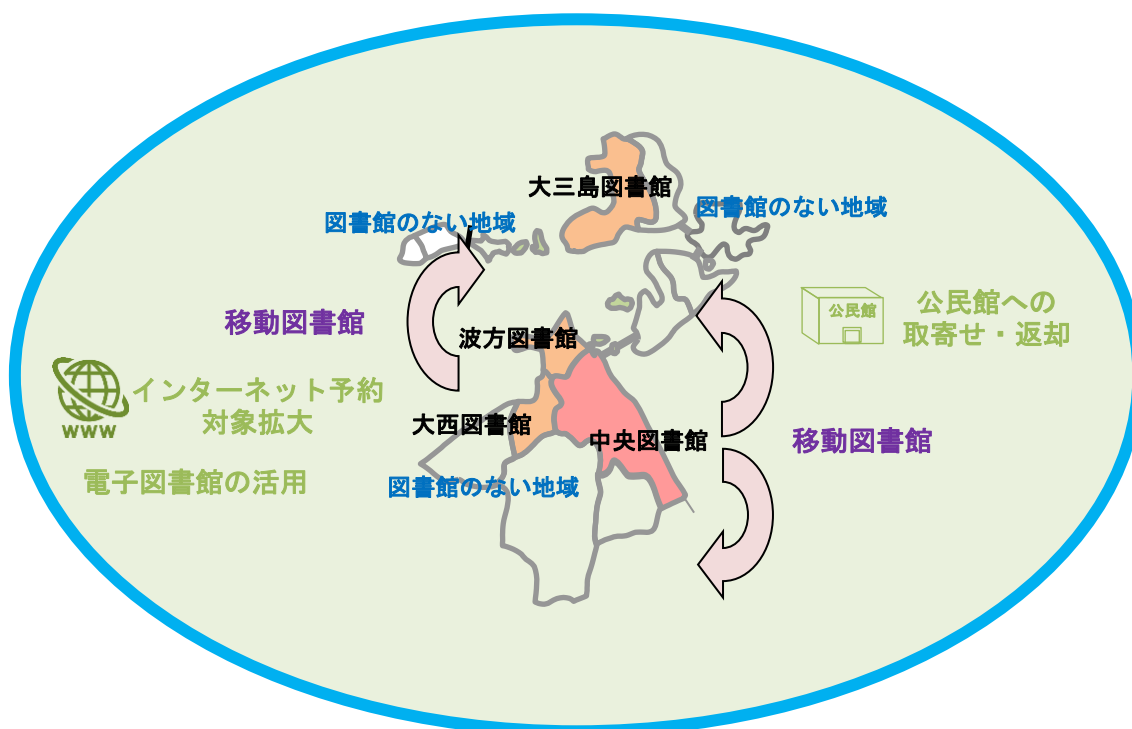 大三島図書館
図書館のない地域
図書館のない地域
公民館
公民館への
取寄せ・返却
移動図書館
波方図書館
インターネット予約
対象拡大
WWW
大西図書館
中央図書館
移動図書館
電子図書館の活用
図書館のない地域